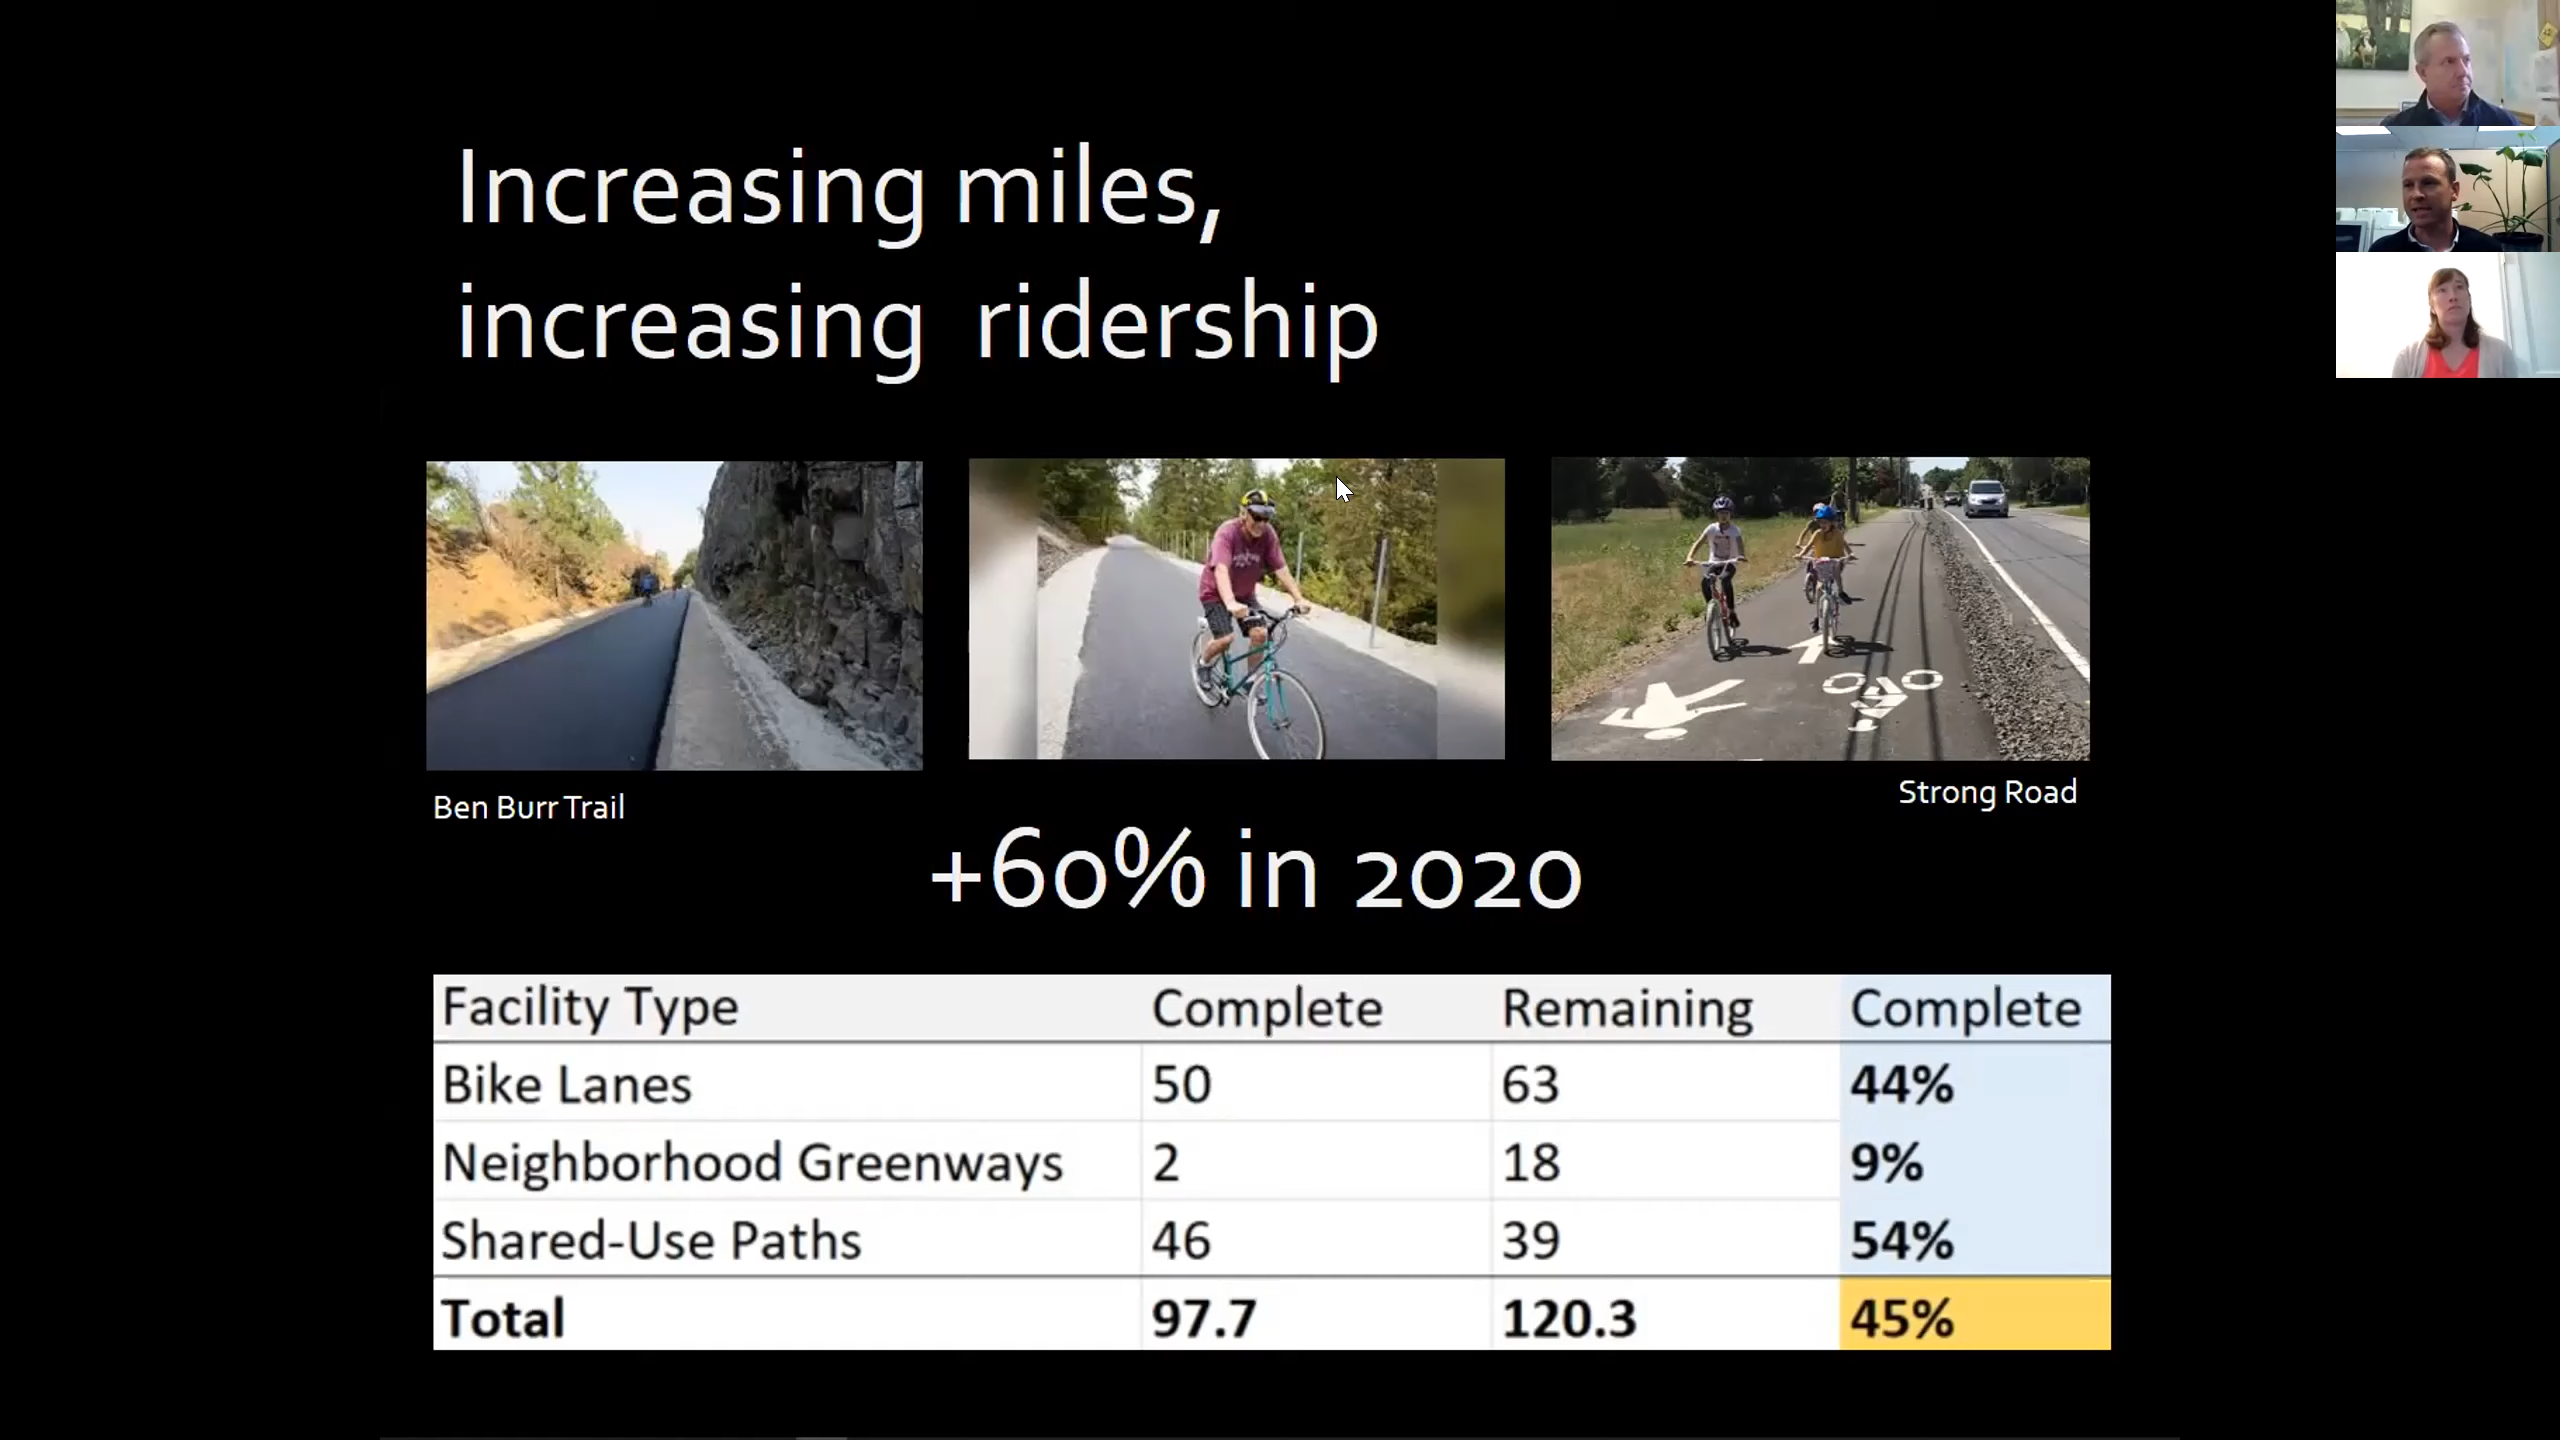 Increasing miles,
increasing ridership
Ben Burr Trail
Strong Road
+60% in 2020
Facility Type Complete Remaining Complete
Bike Lanes 50 63 44%
Neighborhood Greenways 2 18 9%
Shared-Use Paths 46 39 54%
Total 97.7 120.3 45%